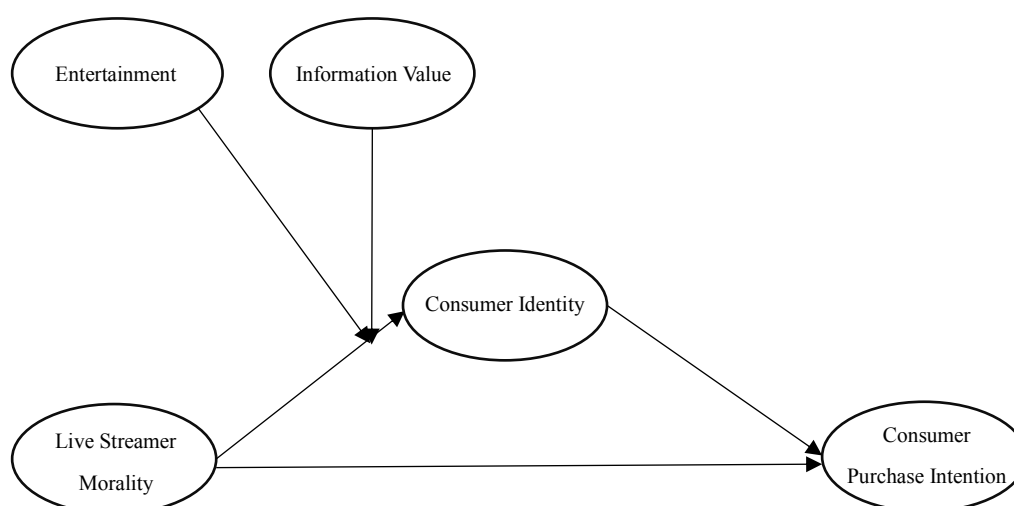 Entertainment
Information Value
Consumer Identity
Live Streamer
Morality
Consumer
Purchase Intention